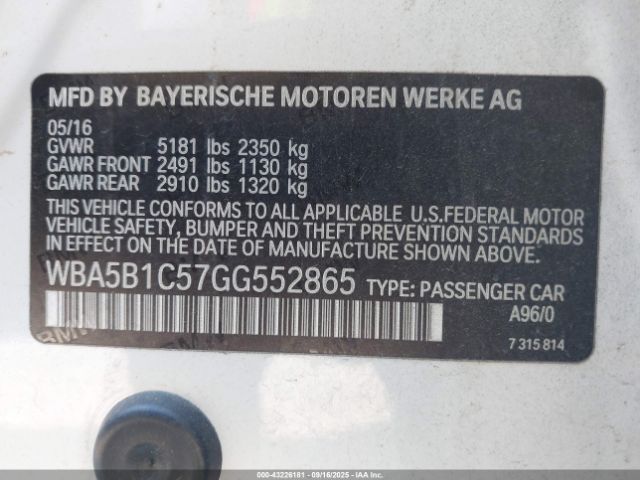 MFD BY BAYERISCHE MOTOREN WERKE AG
05/16
GVWR 5181 lbs 2350 kg
GAWR FRONT 2491 lbs 1130 kg
GAWR REAR 2910 lbs 1320 kg
THIS VEHICLE CONFORMS TO ALL APPLICABLE U.S.FEDERAL MOTOR
VEHICLE SAFETY, BUMPER AND THEFT PREVENTION STANDARDS
IN EFFECT ON THE DATE OF MANUFACTURE SHOWN ABOVE.
WBA5B1C57GG552865 TYPE: PASSENGER CAR
A96/0
7 315 814
000-43226181 - 09/16/2025 - PASSENGER COPART